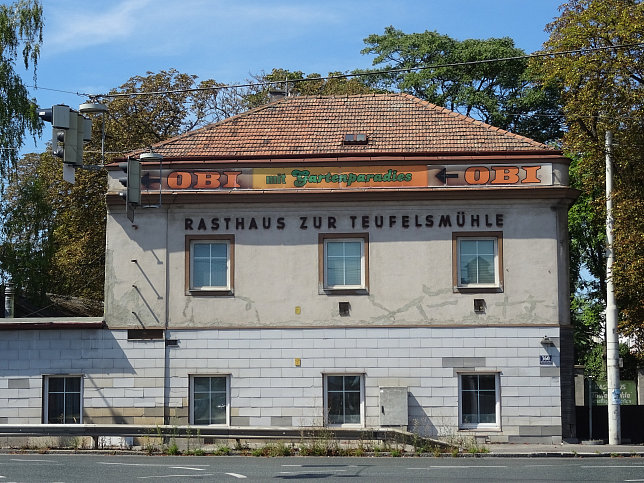 OBI mit Gartenparadies OBI
RASTHAUS ZUR TEUFELSMÜHLE